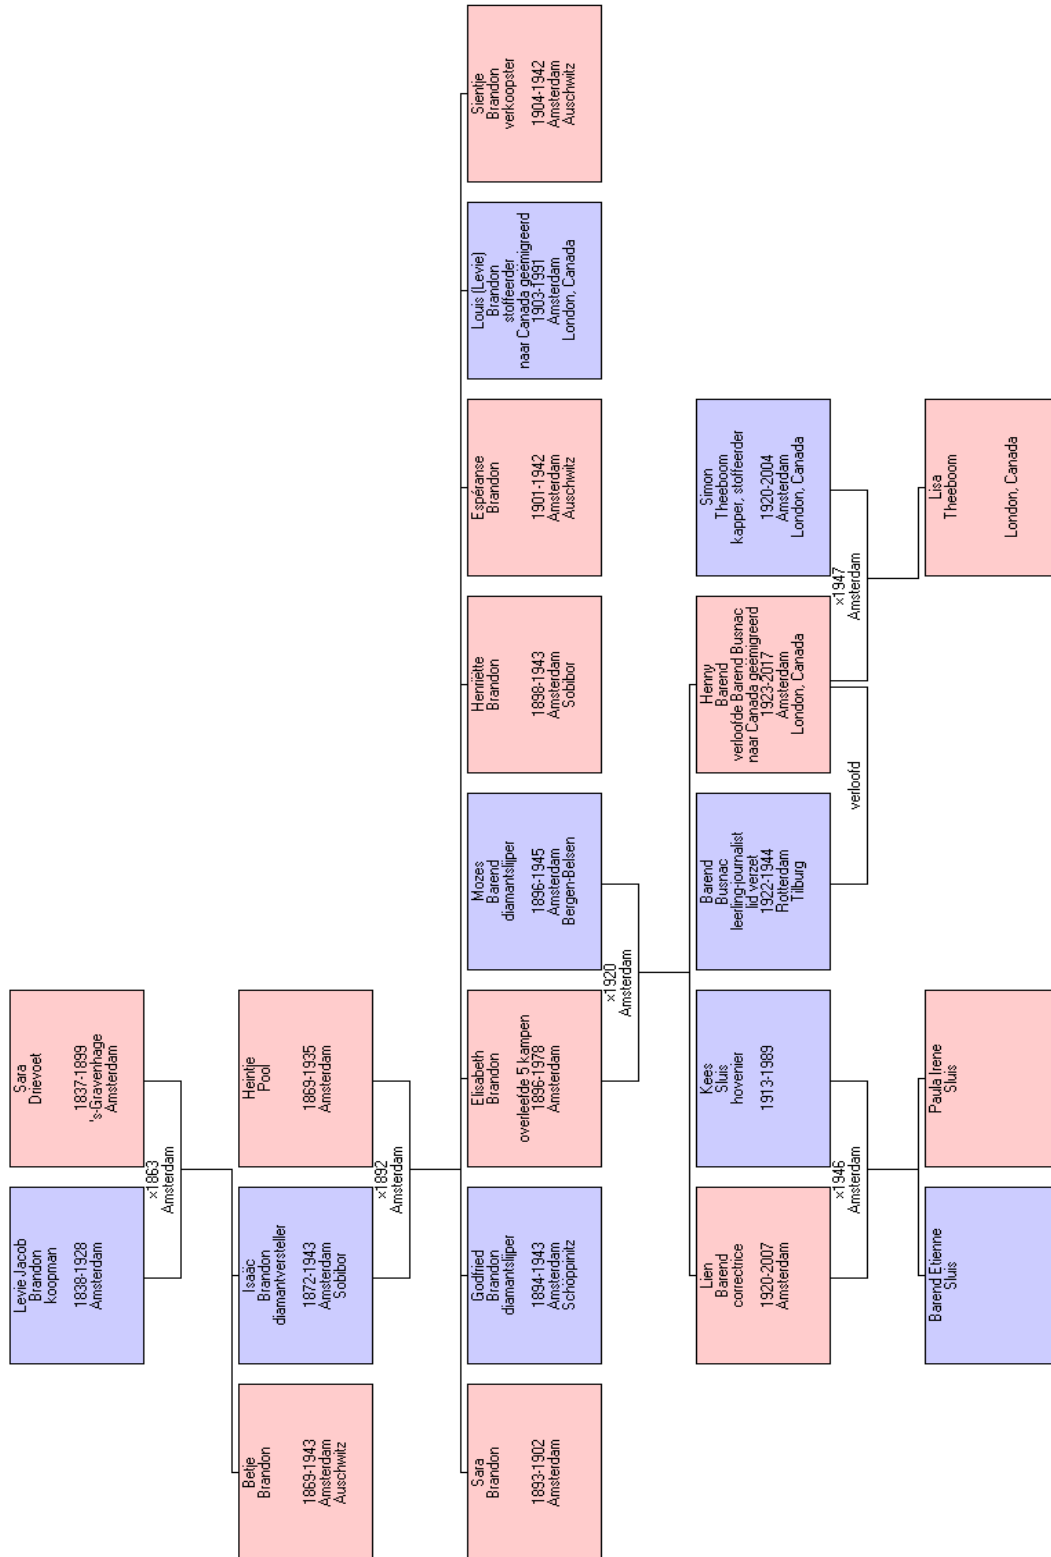 Levie Jacob
Brandon
koopman
1838-1928
Amsterdam
Sara
Drievoet
1837-1899
's-Gravenhage
Amsterdam
×1863
Amsterdam
Betje
Brandon
1869-1943
Amsterdam
Auschwitz
Isaäc
Brandon
diamantversteller
1872-1943
Amsterdam
Sobibor
Heintje
Pool
1869-1935
Amsterdam
×1892
Amsterdam
Sara
Brandon
1893-1902
Amsterdam
Godfried
Brandon
diamantslijper
1894-1943
Amsterdam
Schöppinitz
Elisabeth
Brandon
overleefde 5 kampen
1896-1978
Amsterdam
Mozes
Barend
diamantslijper
1896-1945
Amsterdam
Bergen-Belsen
Henriëtte
Brandon
1898-1943
Amsterdam
Sobibor
Espéranse
Brandon
1901-1942
Amsterdam
Auschwitz
Louis (Levie)
Brandon
stoffeerder
naar Canada geëmigreerd
1903-1991
Amsterdam
London, Canada
Sientje
Brandon
verkoopster
1904-1942
Amsterdam
Auschwitz
×1920
Amsterdam
Lien
Barend
correctrice
1920-2007
Amsterdam
Kees
Sluis
hovenier
1913-1989
Barend
Busnac
leerling-journalist
lid verzet
1922-1944
Rotterdam
Tilburg
Henny
Barend
verloofde Barend Busnac
naar Canada geëmigreerd
1923-2017
Amsterdam
London, Canada
Simon
Theeboom
kapper, stoffeerder
1920-2004
Amsterdam
London, Canada
×1946
Amsterdam
verloofd
×1947
Amsterdam
Barend Etienne
Sluis
Paula Irene
Sluis
Lisa
Theeboom
London, Canada